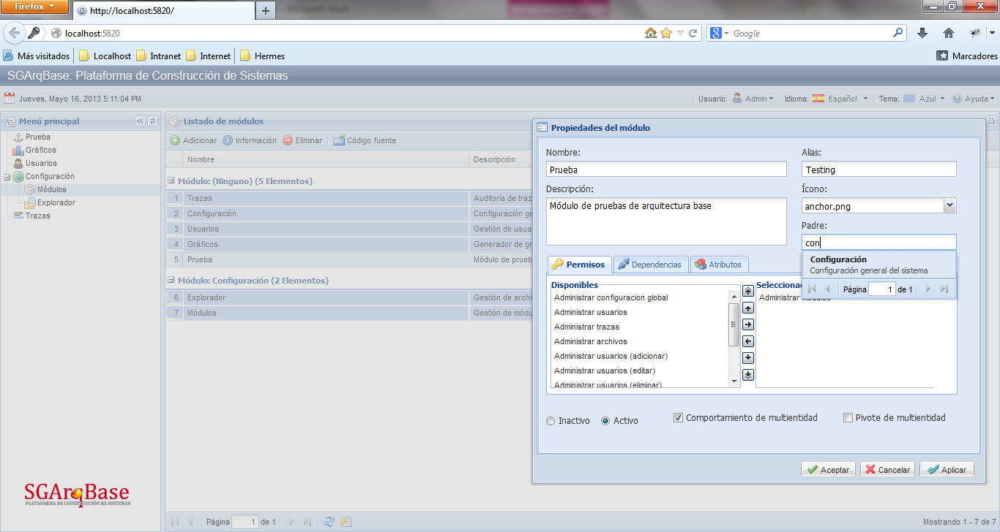 Firefox
http://localhost:5820/
localhost:5820
Google
Más visitados Localhost Intranet Internet Hermes Marcadores
SGArqBase: Plataforma de Construcción de Sistemas
Jueves, Mayo 16, 2013 5:11:04 PM Usuario: Admin Idioma: Español Tema: Azul Ayuda
Menú principal
Prueba
Gráficos
Usuarios
Configuración
Módulos
Explorador
Trazas
SGArqBase
PLATAFORMA DE CONSTRUCCIÓN DE SISTEMAS
Listado de módulos
Adicionar Información Eliminar Código fuente
Nombre Descripción
Módulo: (Ninguno) (5 Elementos)
1 Trazas Auditoría de traz
2 Configuración Configuración ge
3 Usuarios Gestión de usua
4 Gráficos Generador de gr
5 Prueba Módulo de prueb
Módulo: Configuración (2 Elementos)
6 Explorador Gestión de archi
7 Módulos Gestión de módu
Página 1 de 1
Mostrando 1 - 7 de 7
Propiedades del módulo
Nombre: Alias:
Prueba Testing
Descripción: Ícono:
Módulo de pruebas de arquitectura base anchor.png
Padre:
con
Configuración
Configuración general del sistema
Página 1 de 1
Permisos Dependencias Atributos
Disponibles
Administrar configuracion global
Administrar usuarios
Administrar trazas
Administrar archivos
Administrar usuarios (adicionar)
Administrar usuarios (editar)
Administrar usuarios (eliminar)
Seleccionad
Administrar módulos
Inactivo Activo Comportamiento de multientidad Pivote de multientidad
Aceptar Cancelar Aplicar